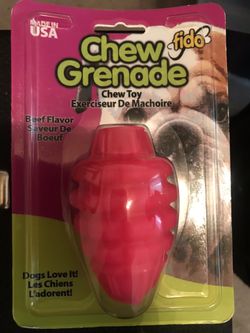 MADE IN
USA
Chew
fido
Grenade
Chew Toy
Exerciseur De Machoire
Beef Flavor
Saveur De
Boeuf
Dogs Love It!
Les Chiens
L'adorent!